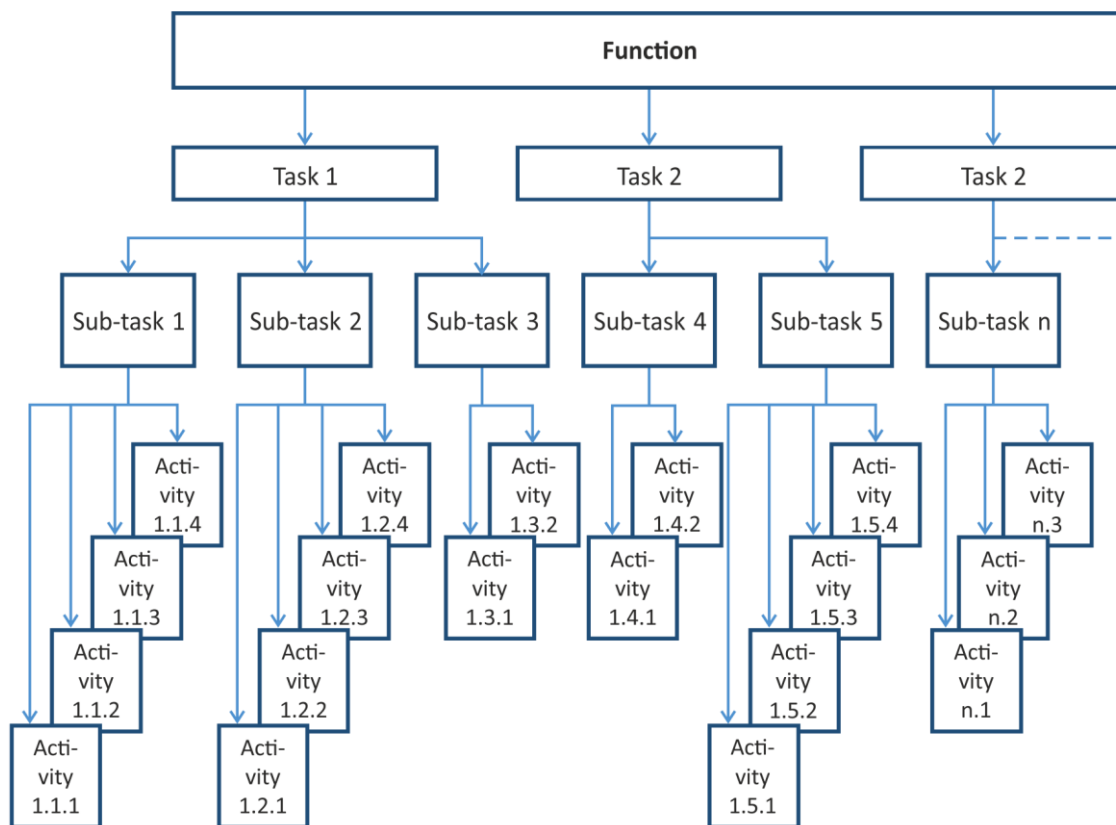 Function
Task 1
Task 2
Task 2
Sub-task 1
Sub-task 2
Sub-task 3
Sub-task 4
Sub-task 5
Sub-task n
Acti-
vity
1.1.4
Acti-
vity
1.2.4
Acti-
vity
1.3.2
Acti-
vity
1.4.2
Acti-
vity
1.5.4
Acti-
vity
n.3
Acti-
vity
1.1.3
Acti-
vity
1.2.3
Acti-
vity
1.3.1
Acti-
vity
1.4.1
Acti-
vity
1.5.3
Acti-
vity
n.2
Acti-
vity
1.1.2
Acti-
vity
1.2.2
Acti-
vity
1.5.2
Acti-
vity
n.1
Acti-
vity
1.1.1
Acti-
vity
1.2.1
Acti-
vity
1.5.1